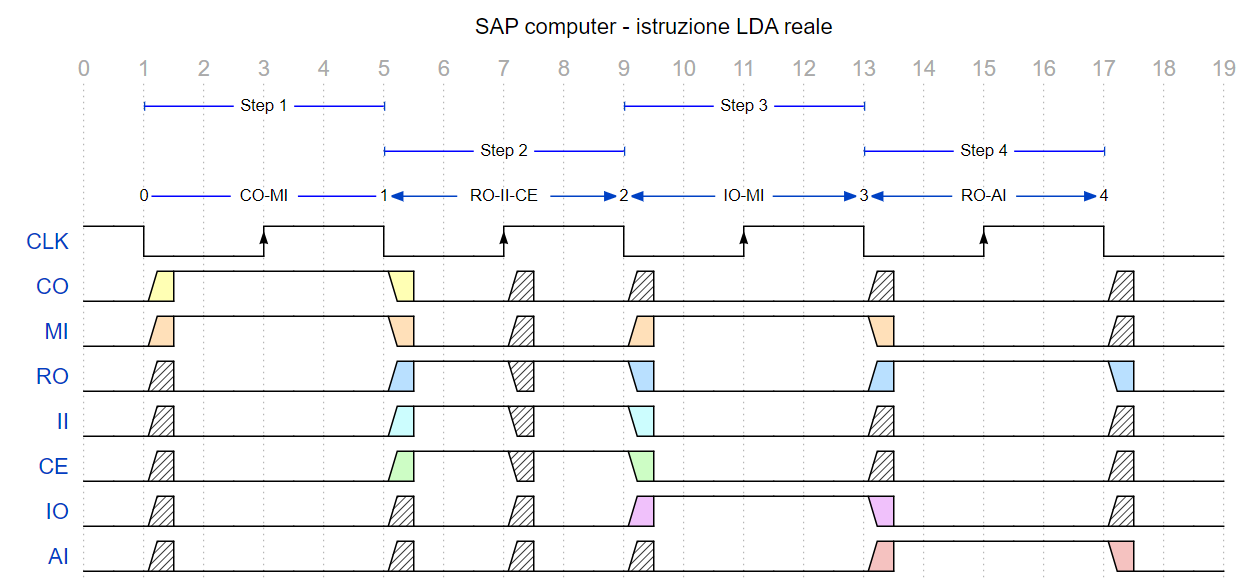 SAP computer - istruzione LDA reale
0 1 2 3 4 5 6 7 8 9 10 11 12 13 14 15 16 17 18 19
Step 1 Step 3
Step 2 Step 4
0 CO-MI 1 RO-II-CE 2 IO-MI 3 RO-AI 4
CLK
CO
MI
RO
II
CE
IO
AI